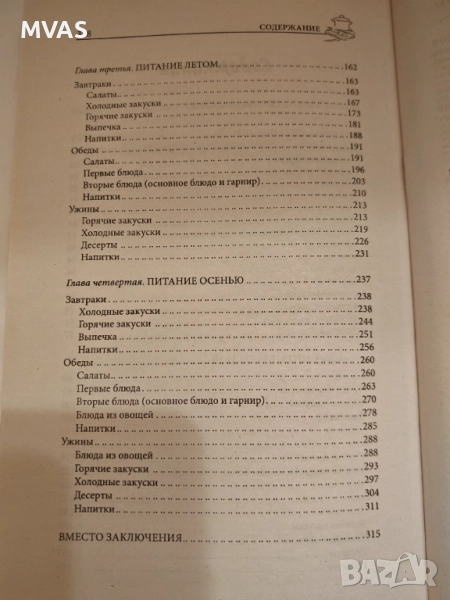 MVAS
СОДЕРЖАНИЕ
Глава третья. ПИТАНИЕ ЛЕТОМ 162
Завтраки 163
Салаты 163
Холодные закуски 167
Горячие закуски 173
Выпечка 181
Напитки 188
Обеды 191
Салаты 191
Первые блюда 196
Вторые блюда (основное блюдо и гарнир) 203
Напитки 210
Ужины 213
Горячие закуски 213
Холодные закуски 219
Десерты 226
Напитки 231
Глава четвертая. ПИТАНИЕ ОСЕНЬЮ 237
Завтраки 238
Холодные закуски 238
Горячие закуски 244
Выпечка 251
Напитки 256
Обеды 260
Салаты 260
Первые блюда 263
Вторые блюда (основное блюдо и гарнир) 270
Блюда из овощей 278
Напитки 285
Ужины 288
Блюда из овощей 288
Горячие закуски 293
Холодные закуски 297
Десерты 304
Напитки 311
ВМЕСТО ЗАКЛЮЧЕНИЯ 315
BAZAR